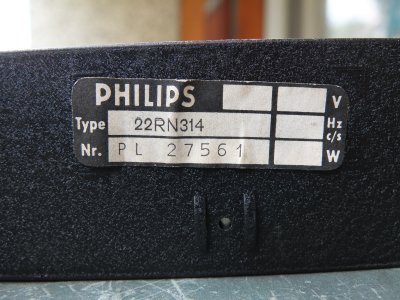 PHILIPS V
Type 22RN314 Hz c/s
Nr. PL 27561 W